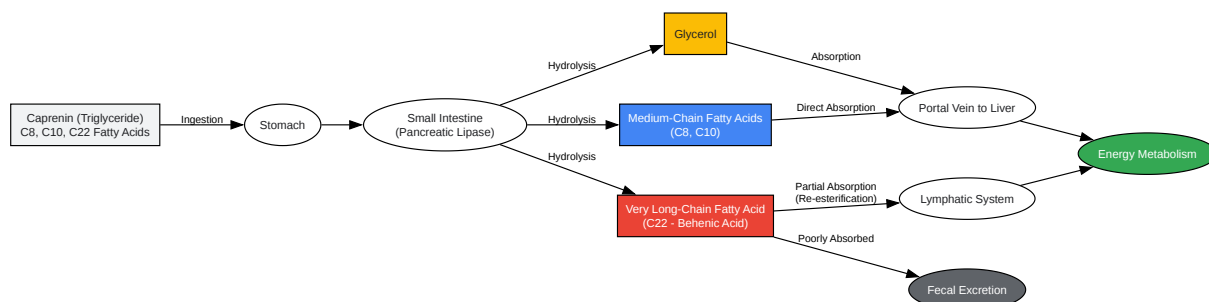 Caprenin (Triglyceride)
C8, C10, C22 Fatty Acids
Ingestion
Stomach
Small Intestine
(Pancreatic Lipase)
Hydrolysis
Hydrolysis
Hydrolysis
Glycerol
Medium-Chain Fatty Acids
(C8, C10)
Very Long-Chain Fatty Acid
(C22 - Behenic Acid)
Absorption
Direct Absorption
Partial Absorption
(Re-esterification)
Poorly Absorbed
Portal Vein to Liver
Lymphatic System
Fecal Excretion
Energy Metabolism